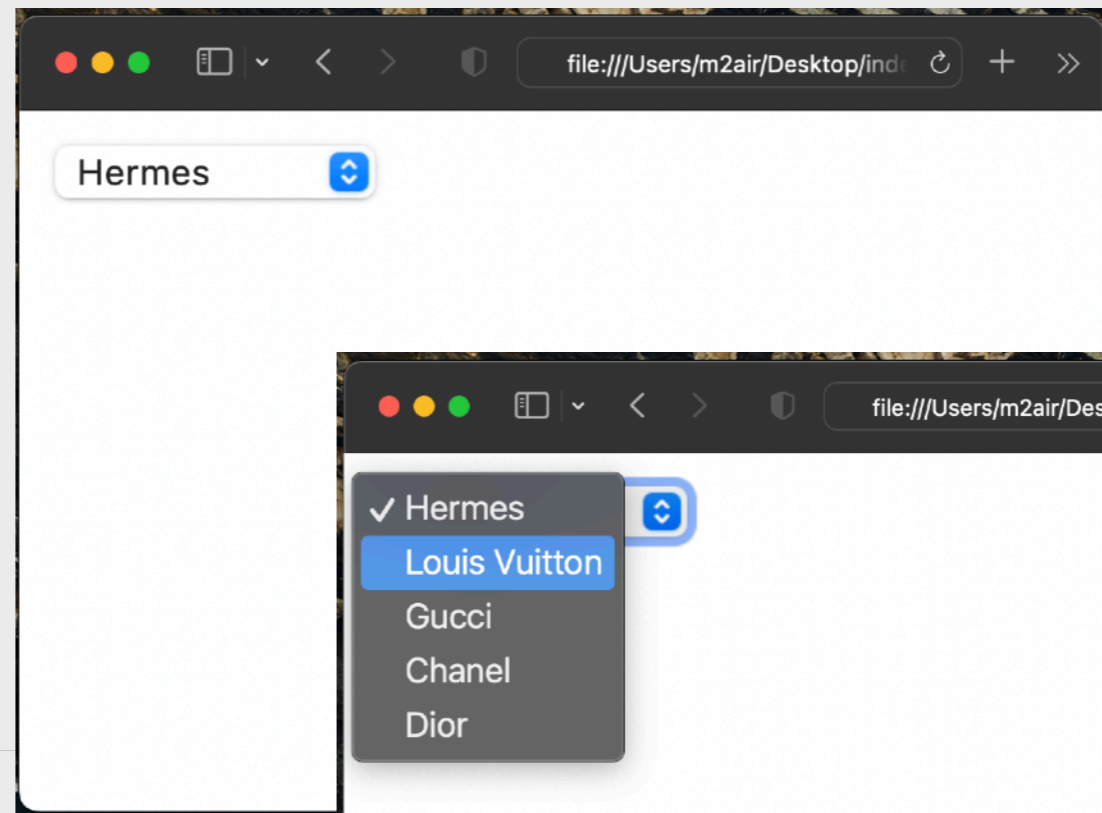 file:///Users/m2air/Desktop/inde
Hermes
file:///Users/m2air/Des
✓ Hermes
Louis Vuitton
Gucci
Chanel
Dior